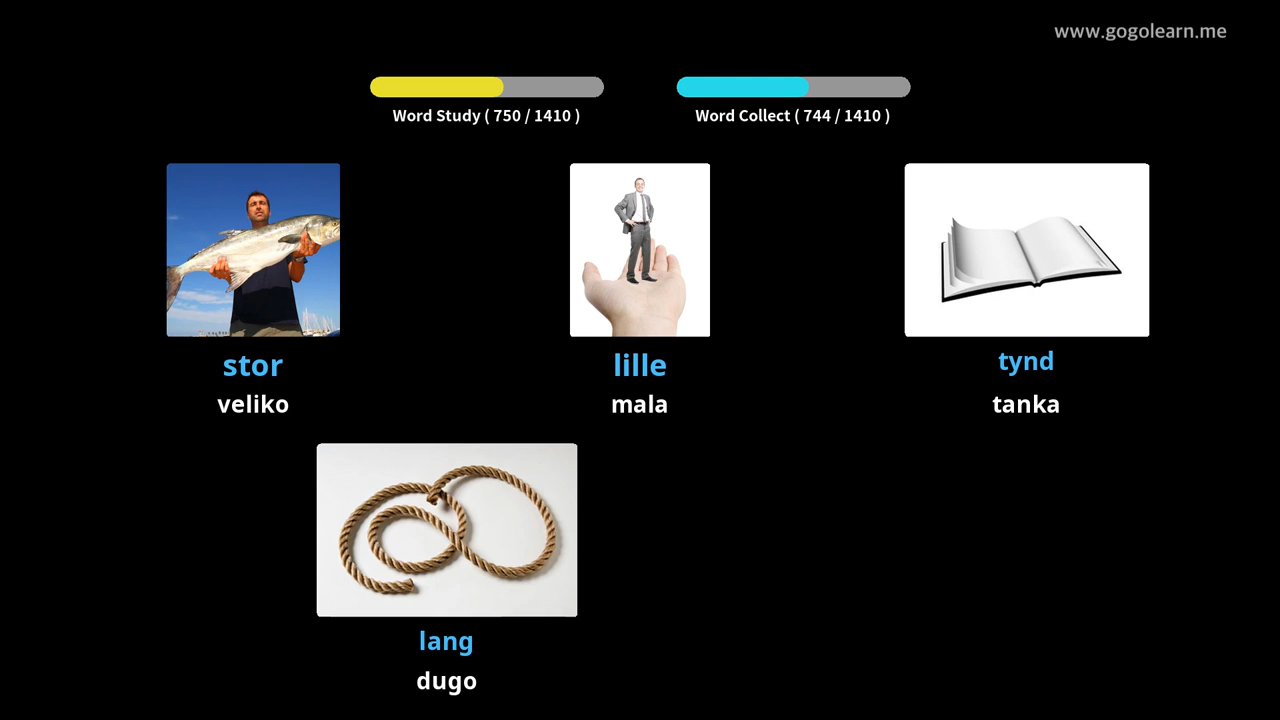 www.gogolearn.me
Word Study ( 750 / 1410 )
Word Collect ( 744 / 1410 )
stor
veliko
lille
mala
tynd
tanka
lang
dugo